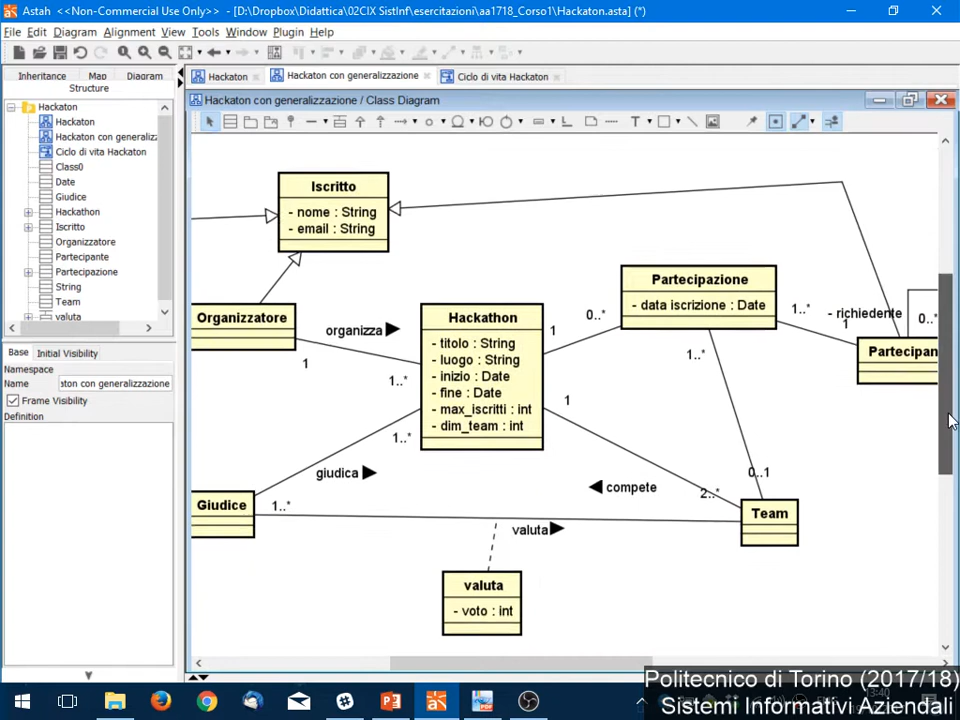 Astah <<Non-Commercial Use Only>> - [D:\Dropbox\Didattica\02CIX SistInf\esercitazioni\aa1718_Corso1\Hackaton.asta] (*)
File Edit Diagram Alignment View Tools Window Plugin Help
Inheritance Map Diagram
Structure
Hackaton
Hackaton
Hackaton con generalizz
Ciclo di vita Hackaton
Class0
Date
Giudice
Hackathon
Iscritto
Organizzatore
Partecipante
Partecipazione
String
Team
valuta
Base Initial Visibility
Namespace
Name ton con generalizzazione
Frame Visibility
Definition
Hackaton Hackaton con generalizzazione Ciclo di vita Hackaton
Hackaton con generalizzazione / Class Diagram
Iscritto
- nome : String
- email : String
Organizzatore
organizza
1
1..*
Hackathon
- titolo : String
- luogo : String
- inizio : Date
- fine : Date
- max_iscritti : int
- dim_team : int
1
0..*
Partecipazione
- data iscrizione : Date
1..*
1
- richiedente
0..*
Partecipan
1..*
0..1
1
compete
2..*
1..*
giudica
1..*
Giudice
valuta
Team
valuta
- voto : int
Politecnico di Torino (2017/18)
Sistemi Informativi Aziendali